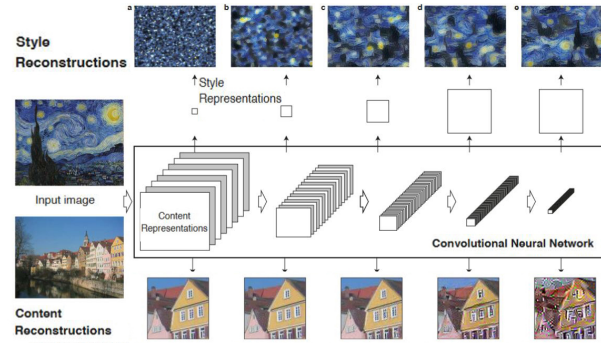 a
b
c
d
e
Style
Reconstructions
Style
Representations
Input image
Content
Representations
Convolutional Neural Network
Content
Reconstructions